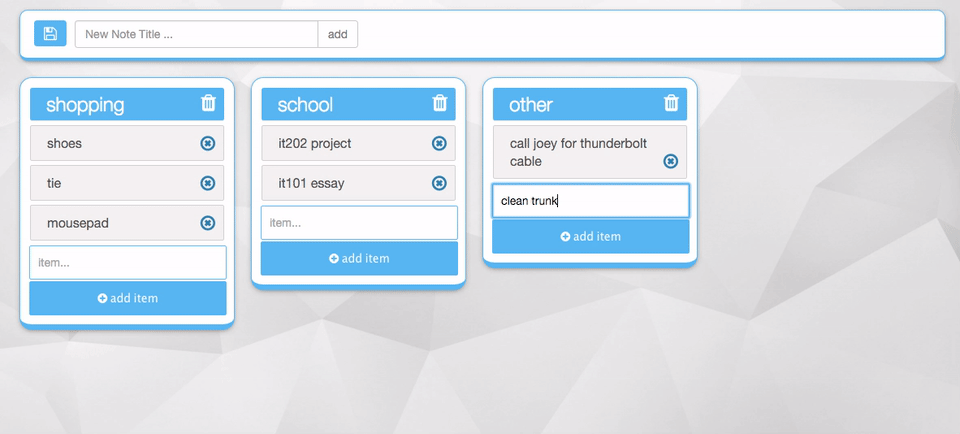 New Note Title ...
add
shopping
shoes
tie
mousepad
item...
add item
school
it202 project
it101 essay
item...
add item
other
call joey for thunderbolt
cable
clean trunk
add item